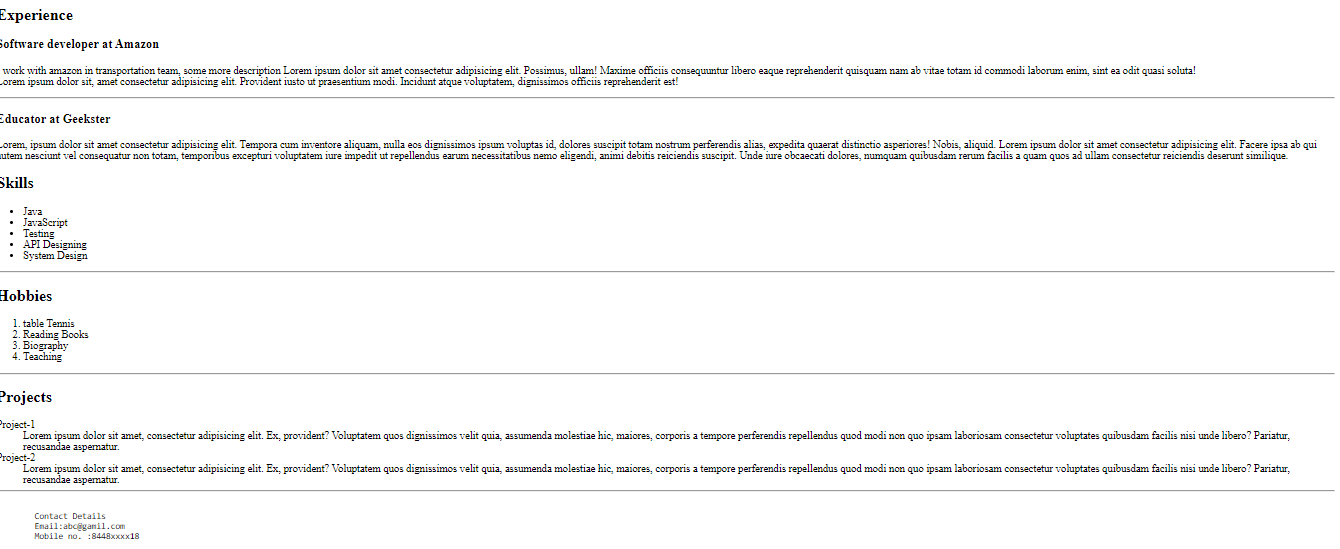 Experience
Software developer at Amazon
work with amazon in transportation team, some more description Lorem ipsum dolor sit amet consectetur adipisicing elit. Possimus, ullam! Maxime officiis consequuntur libero eaque reprehenderit quisquam nam ab vitae totam id commodi laborum enim, sint ea odit quasi soluta!
Lorem ipsum dolor sit, amet consectetur adipisicing elit. Provident iusto ut praesentium modi. Incidunt atque voluptatem, dignissimos officiis reprehenderit est!
Educator at Geekster
Lorem, ipsum dolor sit amet consectetur adipisicing elit. Tempora cum inventore aliquam, nulla eos dignissimos ipsum voluptas id, dolores suscipit totam nostrum perferendis alias, expedita quaerat distinctio asperiores! Nobis, aliquid. Lorem ipsum dolor sit amet consectetur adipisicing elit. Facere ipsa ab qui
autem nesciunt vel consequatur non totam, temporibus excepturi voluptatem iure impedit ut repellendus earum necessitatibus nemo eligendi, animi debitis reiciendis suscipit. Unde iure obcaecati dolores, numquam quibusdam rerum facilis a quam quos ad ullam consectetur reiciendis deserunt similique.
Skills
• Java
• JavaScript
• Testing
• API Designing
• System Design
Hobbies
1. table Tennis
2. Reading Books
3. Biography
4. Teaching
Projects
Project-1
Lorem ipsum dolor sit amet, consectetur adipisicing elit. Ex, provident? Voluptatem quos dignissimos velit quia, assumenda molestiae hic, maiores, corporis a tempore perferendis repellendus quod modi non quo ipsam laboriosam consectetur voluptates quibusdam facilis nisi unde libero? Pariatur,
recusandae aspernatur.
Project-2
Lorem ipsum dolor sit amet, consectetur adipisicing elit. Ex, provident? Voluptatem quos dignissimos velit quia, assumenda molestiae hic, maiores, corporis a tempore perferendis repellendus quod modi non quo ipsam laboriosam consectetur voluptates quibusdam facilis nisi unde libero? Pariatur,
recusandae aspernatur.
Contact Details
Email:abc@gamil.com
Mobile no. :8448xxxx18